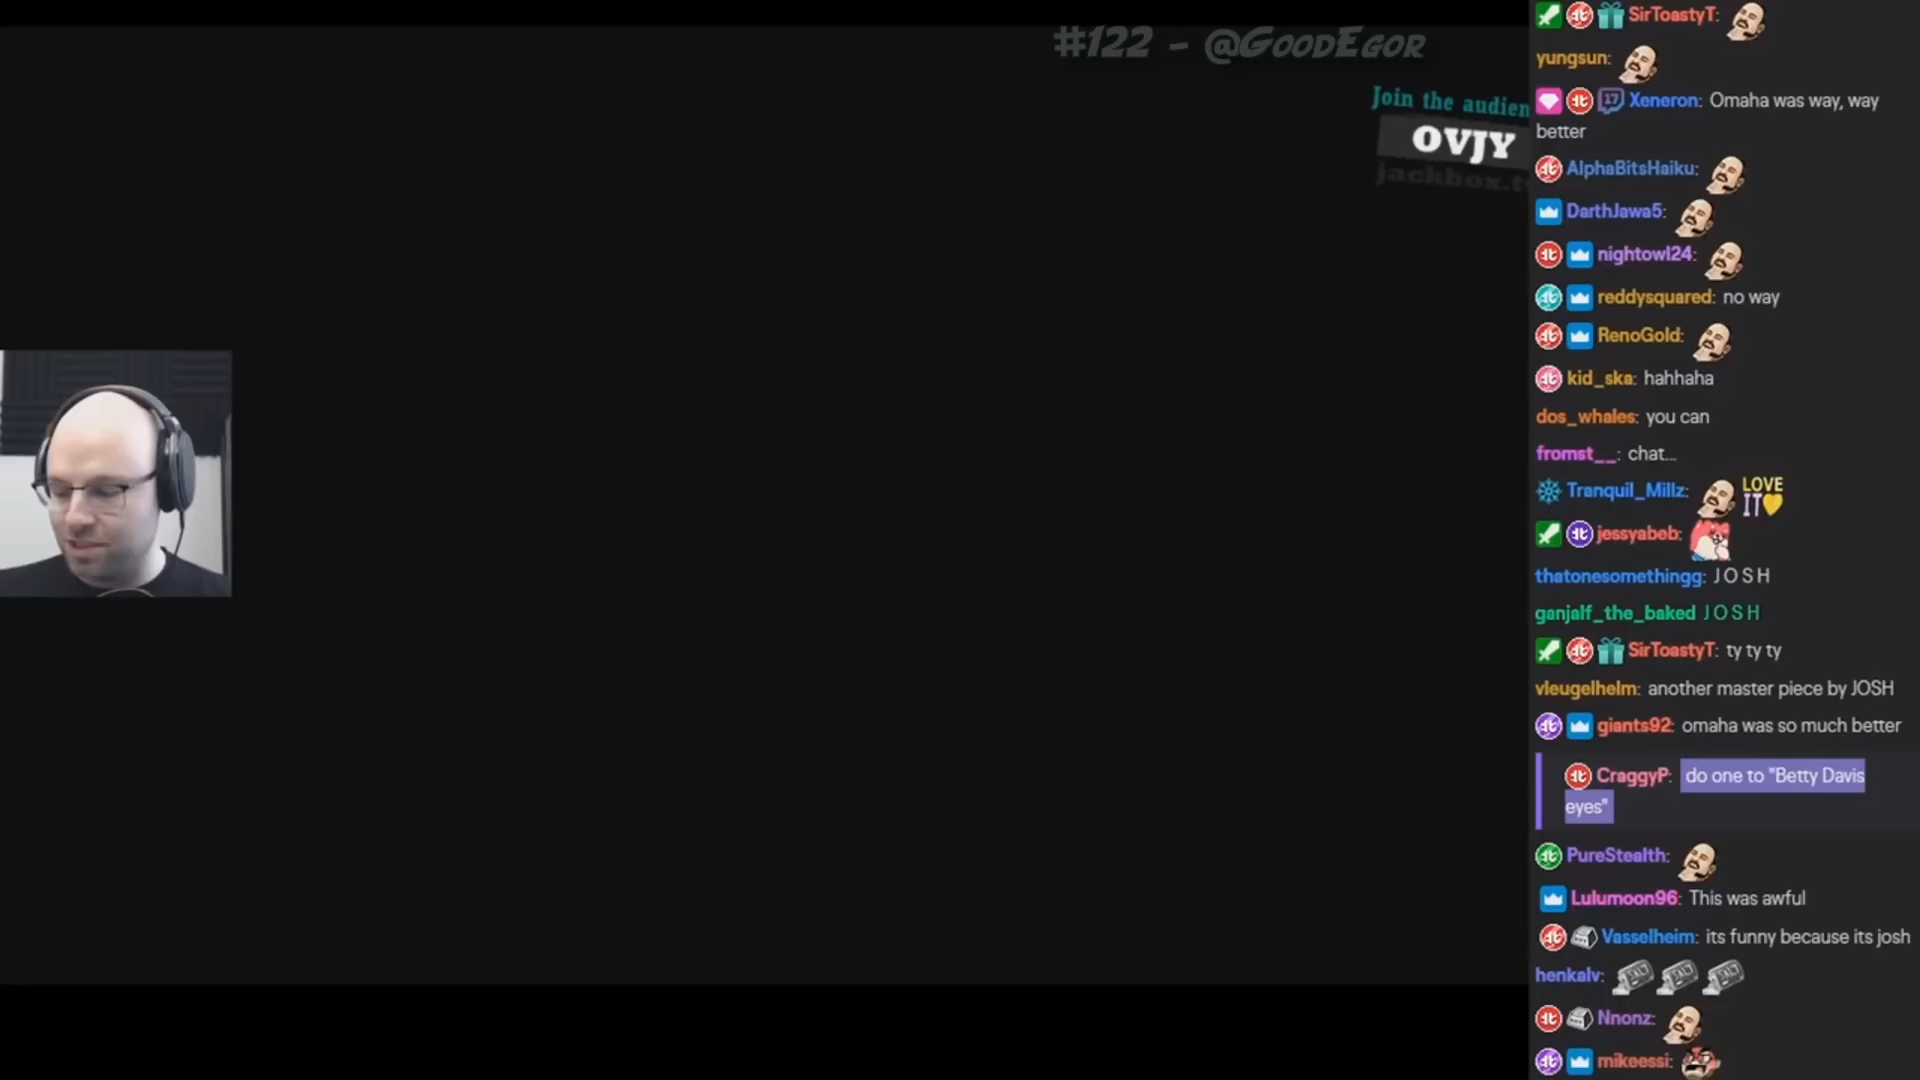 #122 - @GOODEGOR
Join the audien
OVJY
jackbox.t
SirToastyT:
yungsun:
Xeneron: Omaha was way, way
better
AlphaBitsHaiku:
DarthJawa5:
nightowl24:
reddysquared: no way
RenoGold:
kid_ska: hahhaha
dos_whales: you can
fromst__: chat...
Tranquil_Millz: LOVE IT
jessyabeb:
thatonesomethingg: J O S H
ganjalf_the_baked J O S H
SirToastyT: ty ty ty
vleugelhelm: another master piece by JOSH
giants92: omaha was so much better
CraggyP: do one to "Betty Davis
eyes"
PureStealth:
Lulumoon96: This was awful
Vasselheim: its funny because its josh
henkalv:
Nnonz:
mikeessi: